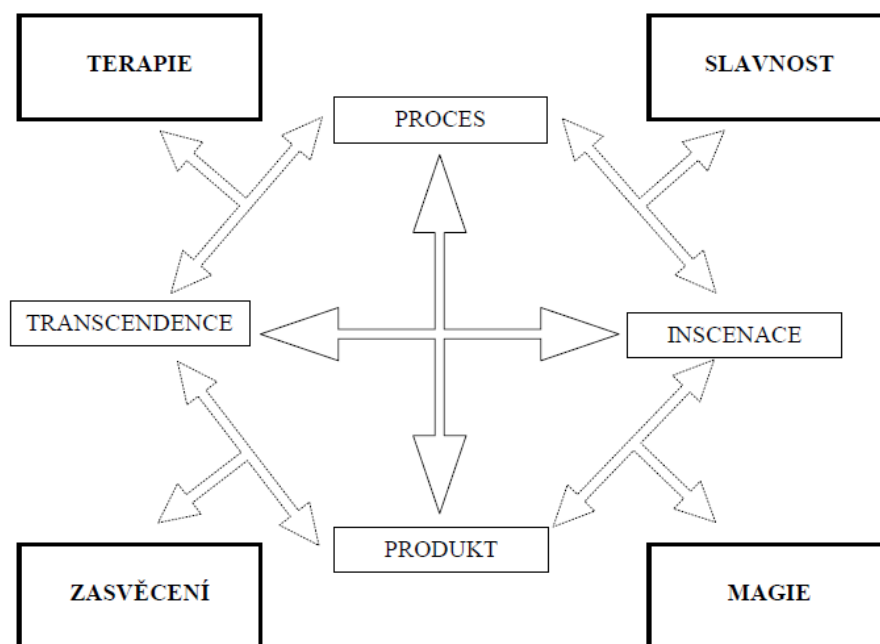 TERAPIE
SLAVNOST
PROCES
TRANSCENDENCE
INSCENACE
PRODUKT
ZASVĚCENÍ
MAGIE